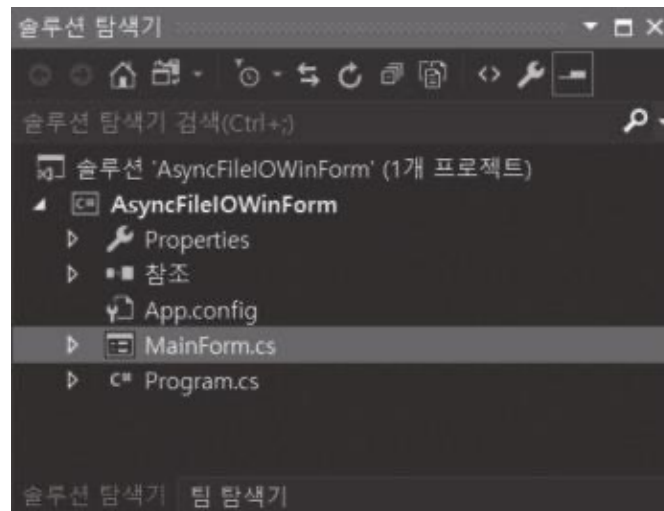 솔루션 탐색기
솔루션 탐색기 검색(Ctrl+;)
솔루션 'AsyncFileIOWinForm' (1개 프로젝트)
C# AsyncFileIOWinForm
Properties
참조
App.config
MainForm.cs
C# Program.cs
솔루션 탐색기 팀 탐색기